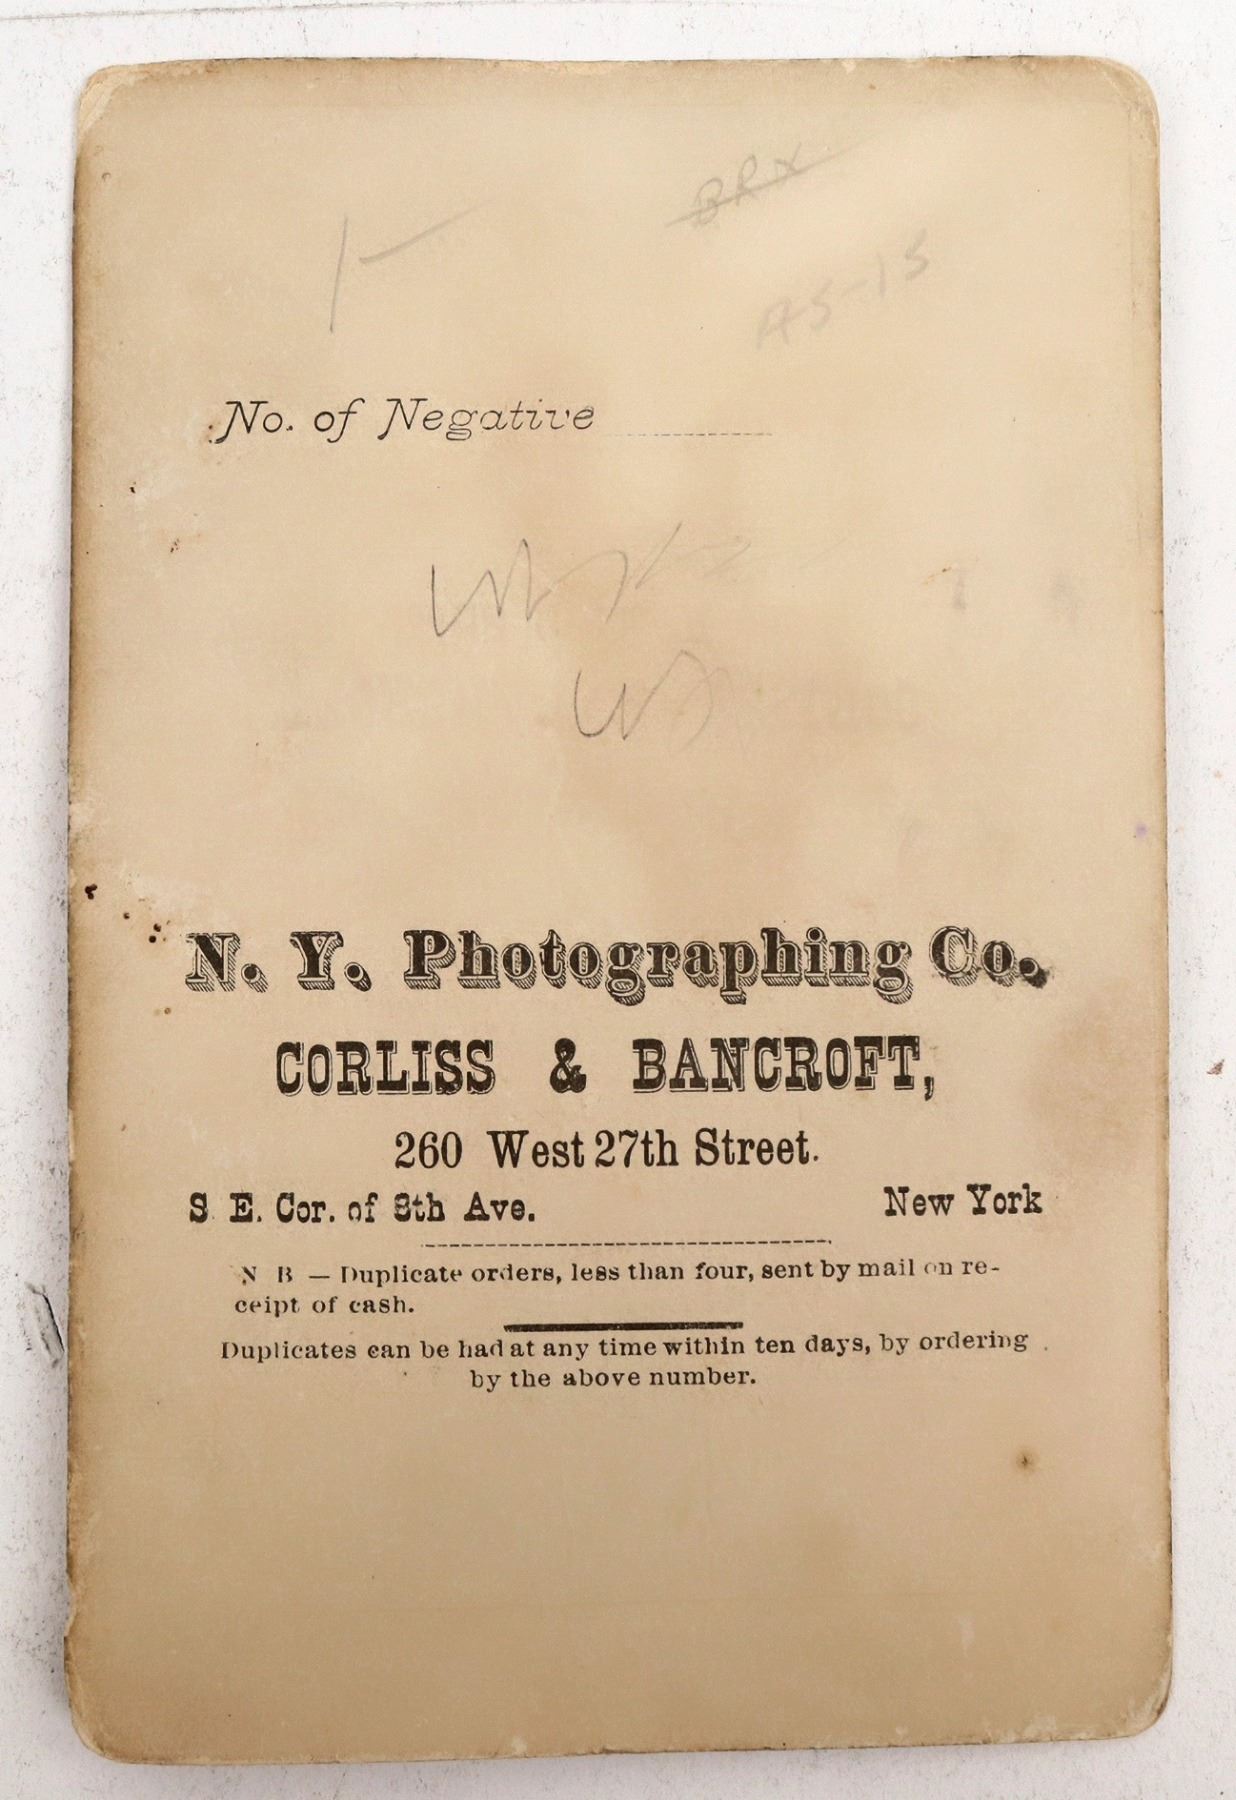 BRX
AS-15
No. of Negative
N. Y. Photographing Co.
CORLISS & BANCROFT,
260 West 27th Street.
S. E. Cor. of 8th Ave. New York
N B — Duplicate orders, less than four, sent by mail on re-
ceipt of cash.
Duplicates can be had at any time within ten days, by ordering
by the above number.